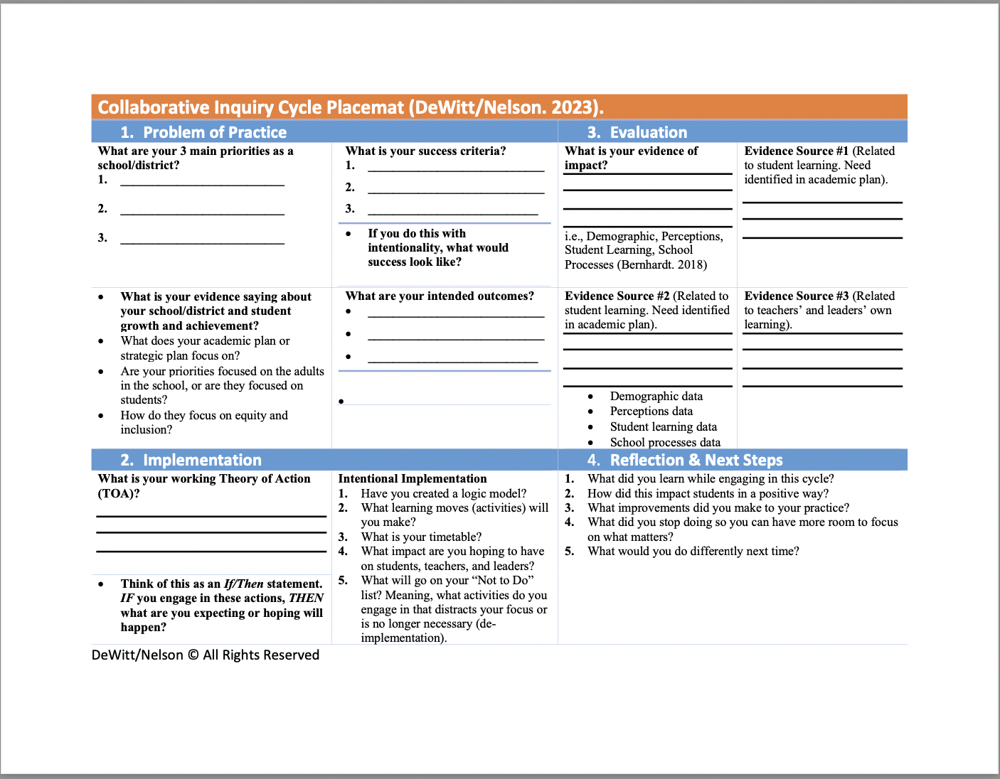 Collaborative Inquiry Cycle Placemat (DeWitt/Nelson. 2023).
1. Problem of Practice
What are your 3 main priorities as a
school/district?
1. ___________________________
2. ___________________________
3. ___________________________
What is your success criteria?
1. ____________________________
2. ____________________________
3. ___________________________
• If you do this with
intentionality, what would
success look like?
• What is your evidence saying about
your school/district and student
growth and achievement?
• What does your academic plan or
strategic plan focus on?
• Are your priorities focused on the adults
in the school, or are they focused on
students?
• How do they focus on equity and
inclusion?
What are your intended outcomes?
• ____________________________
• ____________________________
• ___________________________
•
3. Evaluation
What is your evidence of
impact?
i.e., Demographic, Perceptions,
Student Learning, School
Processes (Bernhardt. 2018)
Evidence Source #1 (Related
to student learning. Need
identified in academic plan).
Evidence Source #2 (Related to
student learning. Need identified
in academic plan).
• Demographic data
• Perceptions data
• Student learning data
• School processes data
Evidence Source #3 (Related
to teachers’ and leaders’ own
learning).
2. Implementation
What is your working Theory of Action
(TOA)?
• Think of this as an If/Then statement.
IF you engage in these actions, THEN
what are you expecting or hoping will
happen?
Intentional Implementation
1. Have you created a logic model?
2. What learning moves (activities) will
you make?
3. What is your timetable?
4. What impact are you hoping to have
on students, teachers, and leaders?
5. What will go on your “Not to Do”
list? Meaning, what activities do you
engage in that distracts your focus or
is no longer necessary (de-
implementation).
4. Reflection & Next Steps
1. What did you learn while engaging in this cycle?
2. How did this impact students in a positive way?
3. What improvements did you make to your practice?
4. What did you stop doing so you can have more room to focus
on what matters?
5. What would you do differently next time?
DeWitt/Nelson © All Rights Reserved